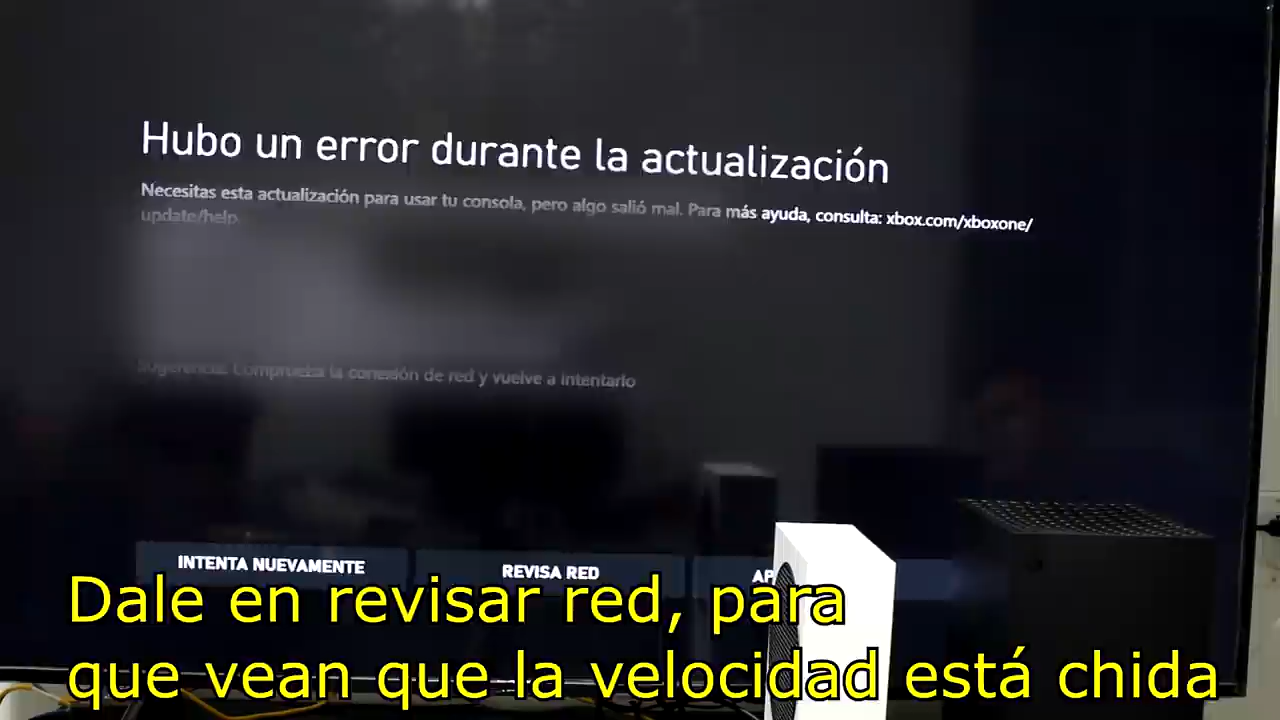 Hubo un error durante la actualización
Necesitas esta actualización para usar tu consola, pero algo salió mal. Para más ayuda, consulta: xbox.com/xboxone/
update/help
Sugerencia: Comprueba la conexión de red y vuelve a intentarlo
INTENTA NUEVAMENTE
REVISA RED
AP
Dale en revisar red, para
que vean que la velocidad está chida